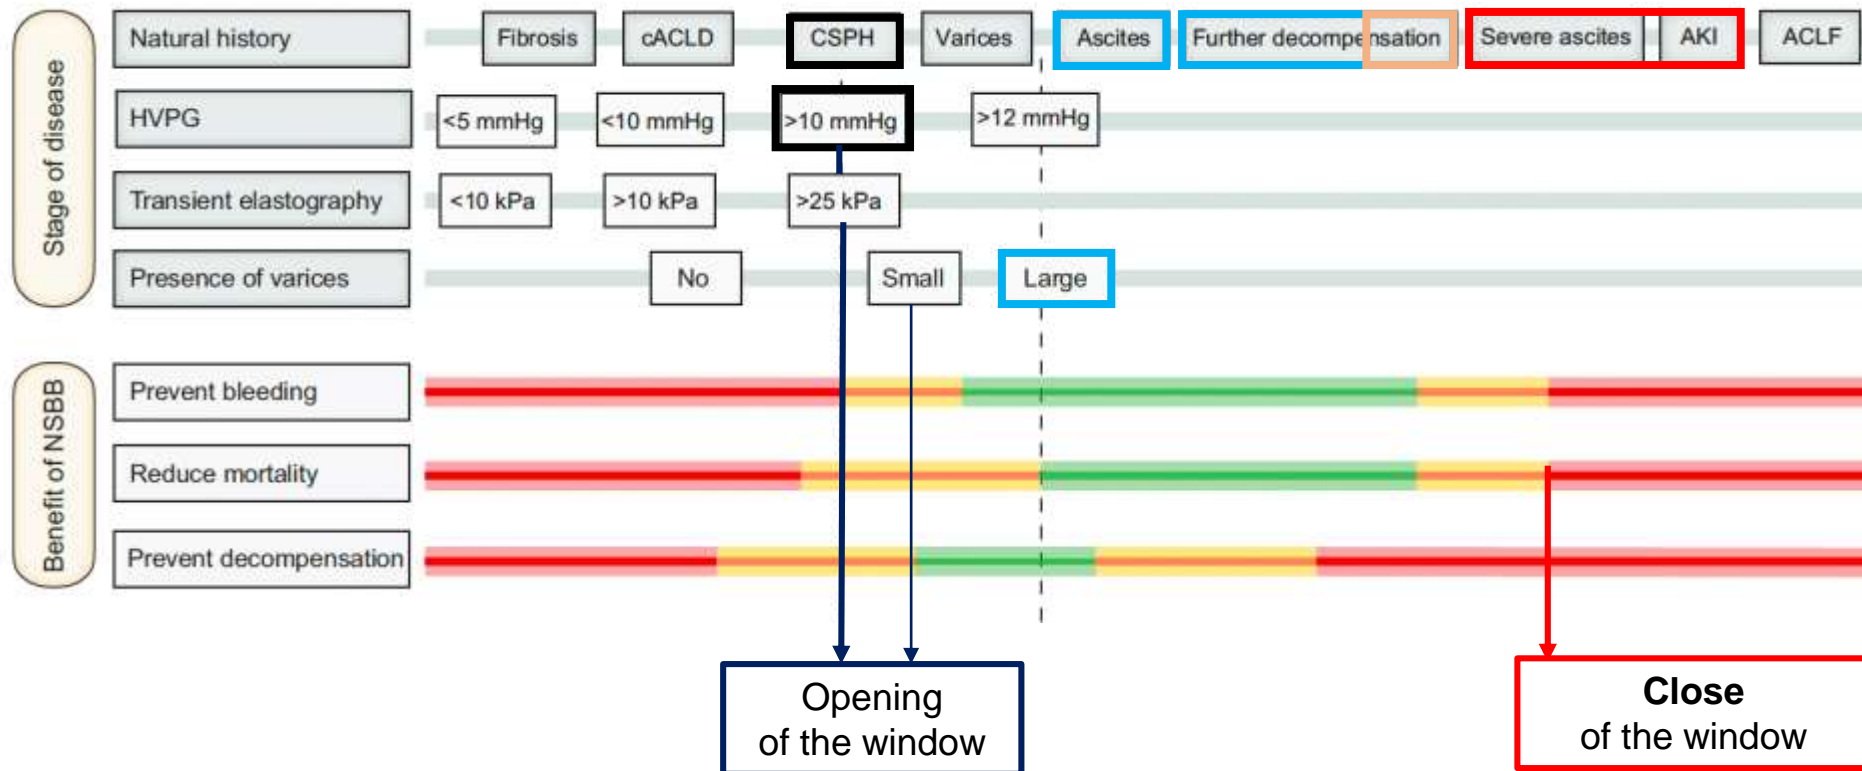 Stage of disease
Natural history
Fibrosis
cACLD
CSPH
Varices
Ascites
Further decompensation
Severe ascites
AKI
ACLF
HVPG
<5 mmHg
<10 mmHg
>10 mmHg
>12 mmHg
Transient elastography
<10 kPa
>10 kPa
>25 kPa
Presence of varices
No
Small
Large
Benefit of NSBB
Prevent bleeding
Reduce mortality
Prevent decompensation
Opening
of the window
Close
of the window